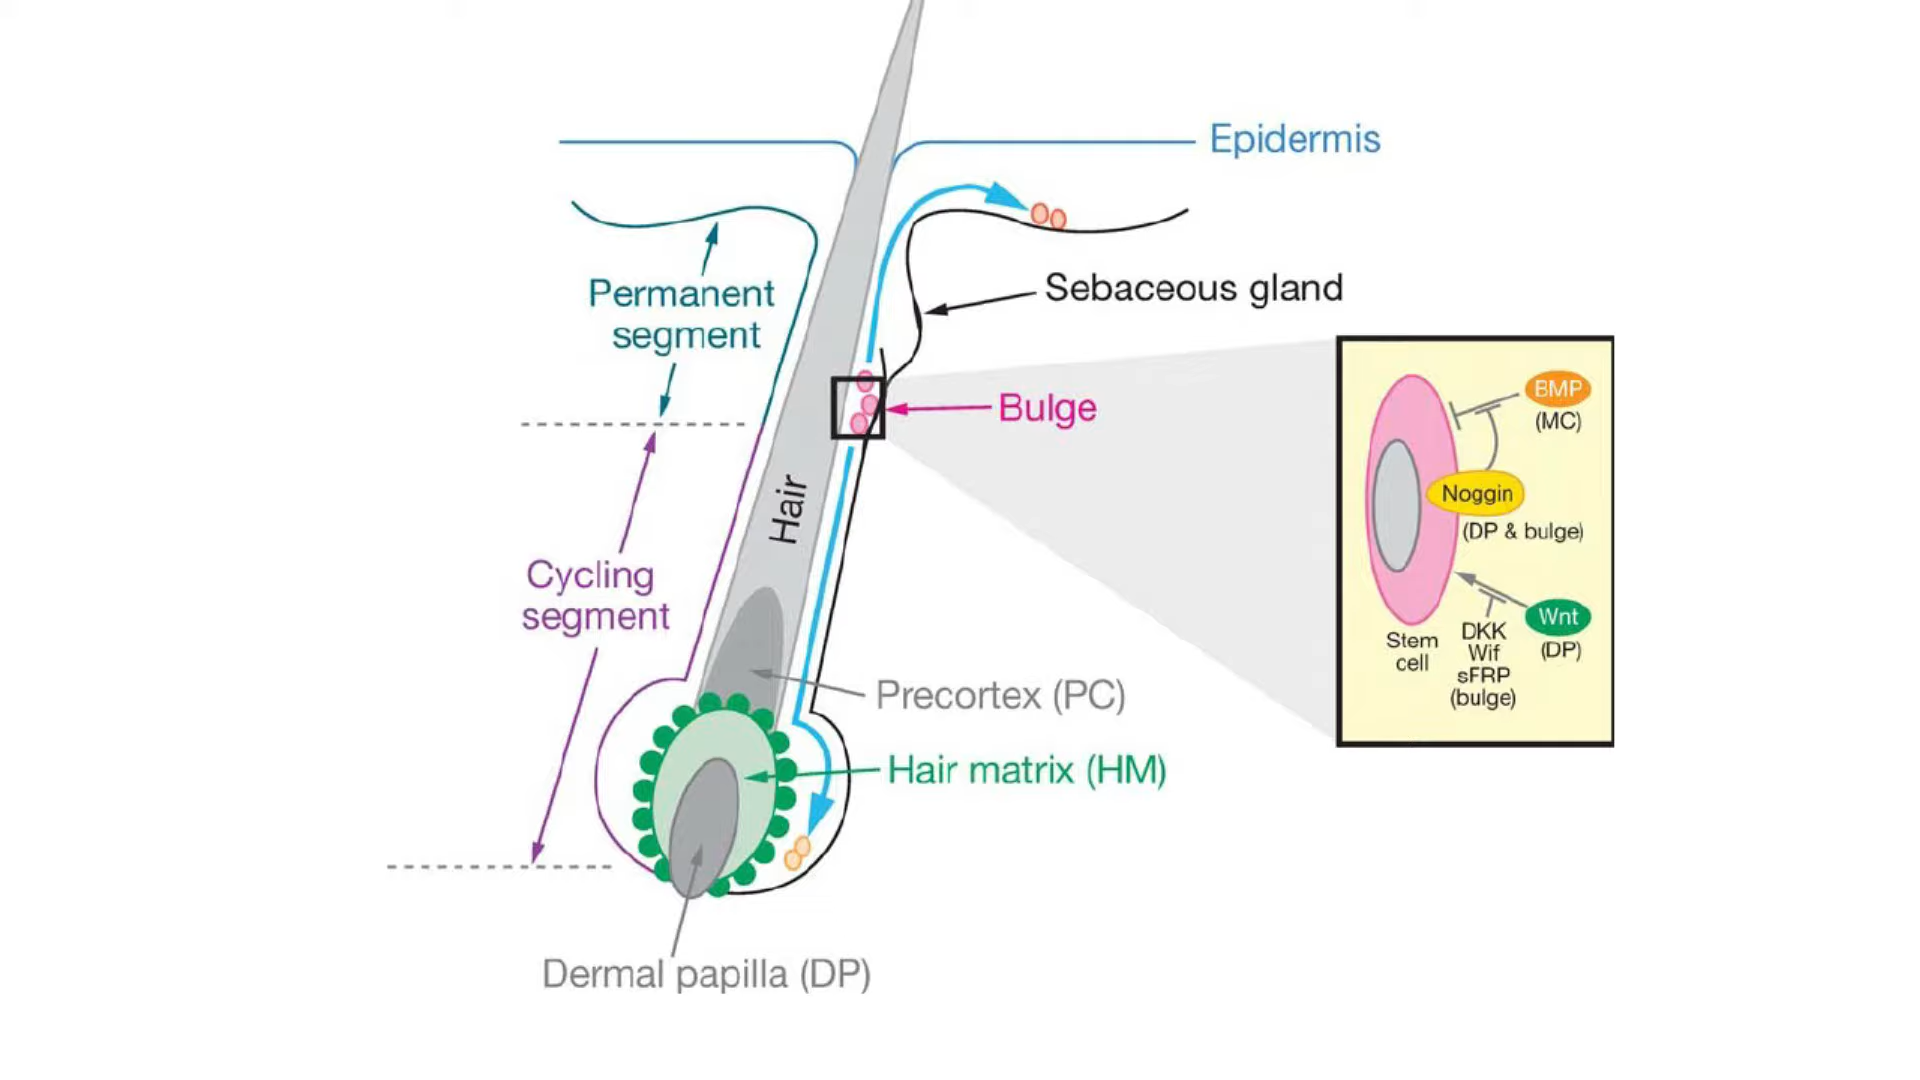 Epidermis
Permanent
segment
Sebaceous gland
Bulge
Hair
Cycling
segment
Precortex (PC)
Hair matrix (HM)
Dermal papilla (DP)
BMP
(MC)
Noggin
(DP & bulge)
Wnt
(DP)
Stem
cell
DKK
Wif
sFRP
(bulge)